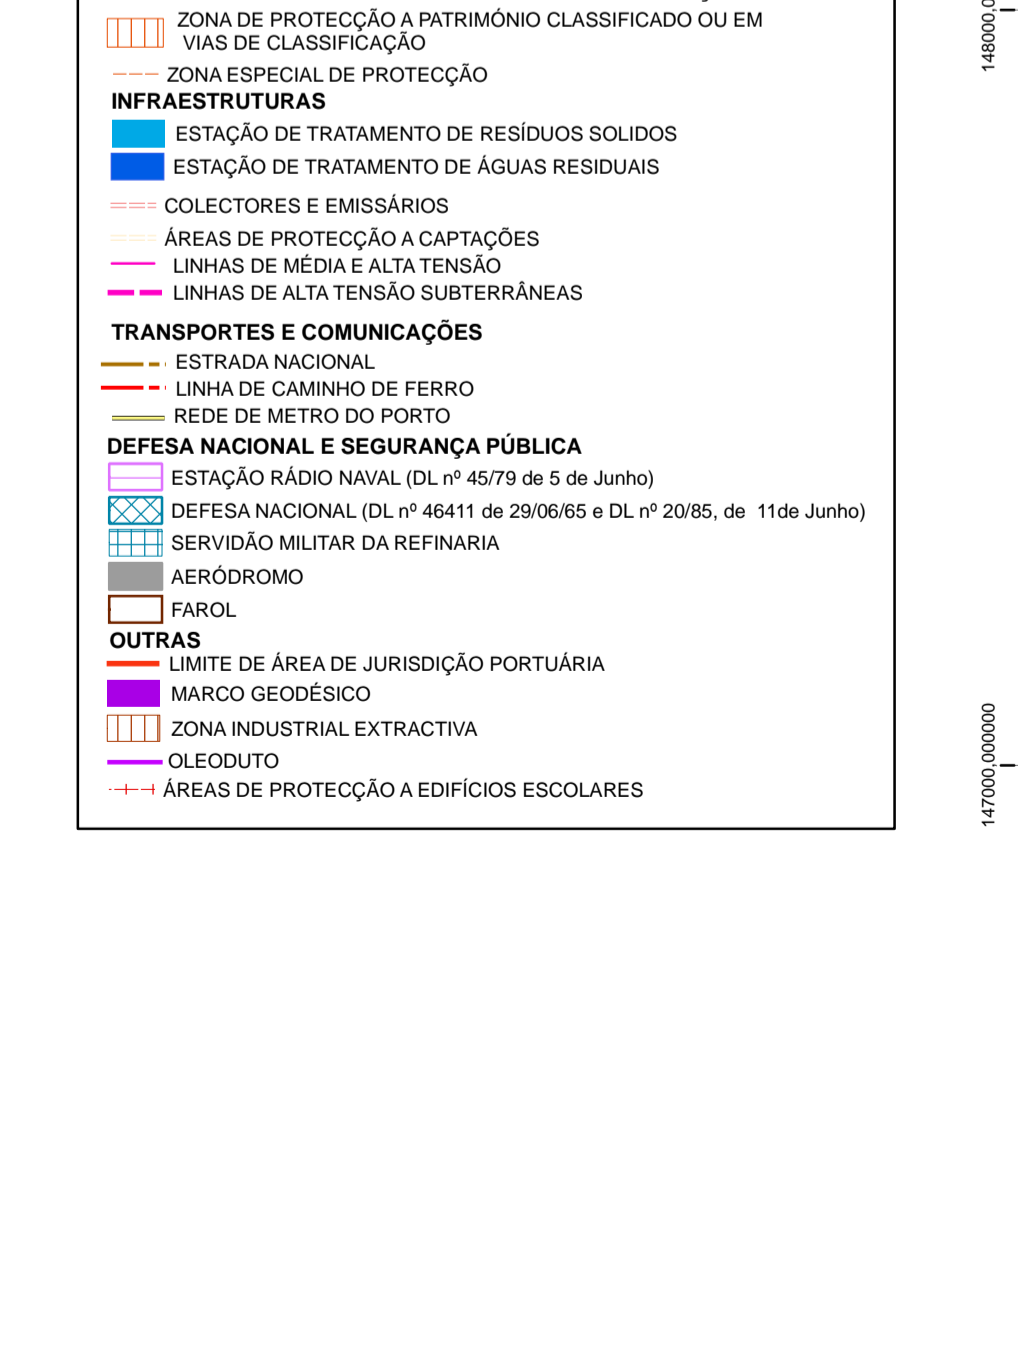 ZONA DE PROTECÇÃO A PATRIMÓNIO CLASSIFICADO OU EM
VIAS DE CLASSIFICAÇÃO
ZONA ESPECIAL DE PROTECÇÃO
INFRAESTRUTURAS
ESTAÇÃO DE TRATAMENTO DE RESÍDUOS SOLIDOS
ESTAÇÃO DE TRATAMENTO DE ÁGUAS RESIDUAIS
COLECTORES E EMISSÁRIOS
ÁREAS DE PROTECÇÃO A CAPTAÇÕES
LINHAS DE MÉDIA E ALTA TENSÃO
LINHAS DE ALTA TENSÃO SUBTERRÂNEAS
TRANSPORTES E COMUNICAÇÕES
ESTRADA NACIONAL
LINHA DE CAMINHO DE FERRO
REDE DE METRO DO PORTO
DEFESA NACIONAL E SEGURANÇA PÚBLICA
ESTAÇÃO RÁDIO NAVAL (DL nº 45/79 de 5 de Junho)
DEFESA NACIONAL (DL nº 46411 de 29/06/65 e DL nº 20/85, de 11de Junho)
SERVIDÃO MILITAR DA REFINARIA
AERÓDROMO
FAROL
OUTRAS
LIMITE DE ÁREA DE JURISDIÇÃO PORTUÁRIA
MARCO GEODÉSICO
ZONA INDUSTRIAL EXTRACTIVA
OLEODUTO
ÁREAS DE PROTECÇÃO A EDIFÍCIOS ESCOLARES
148000,0
147000,000000